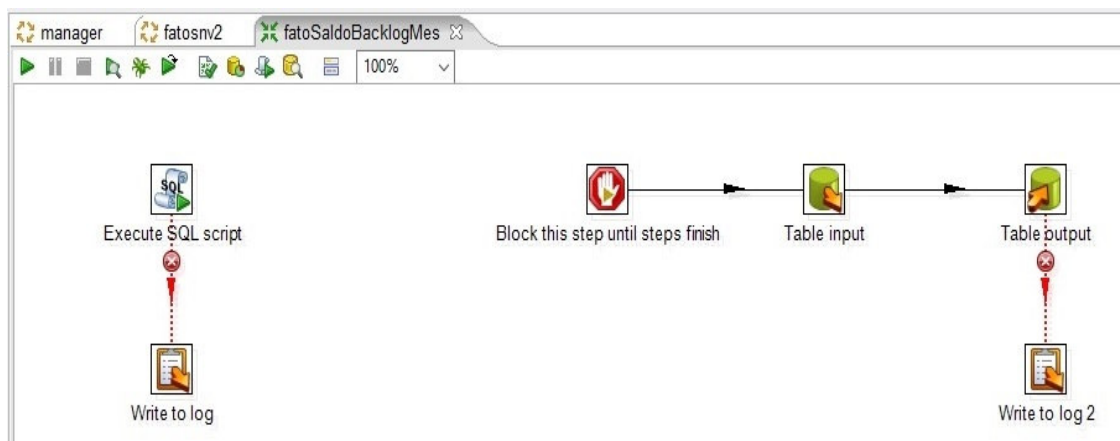 manager fatosnv2 fatoSaldoBacklogMes
100%
SQL
Execute SQL script Block this step until steps finish Table input Table output
Write to log Write to log 2